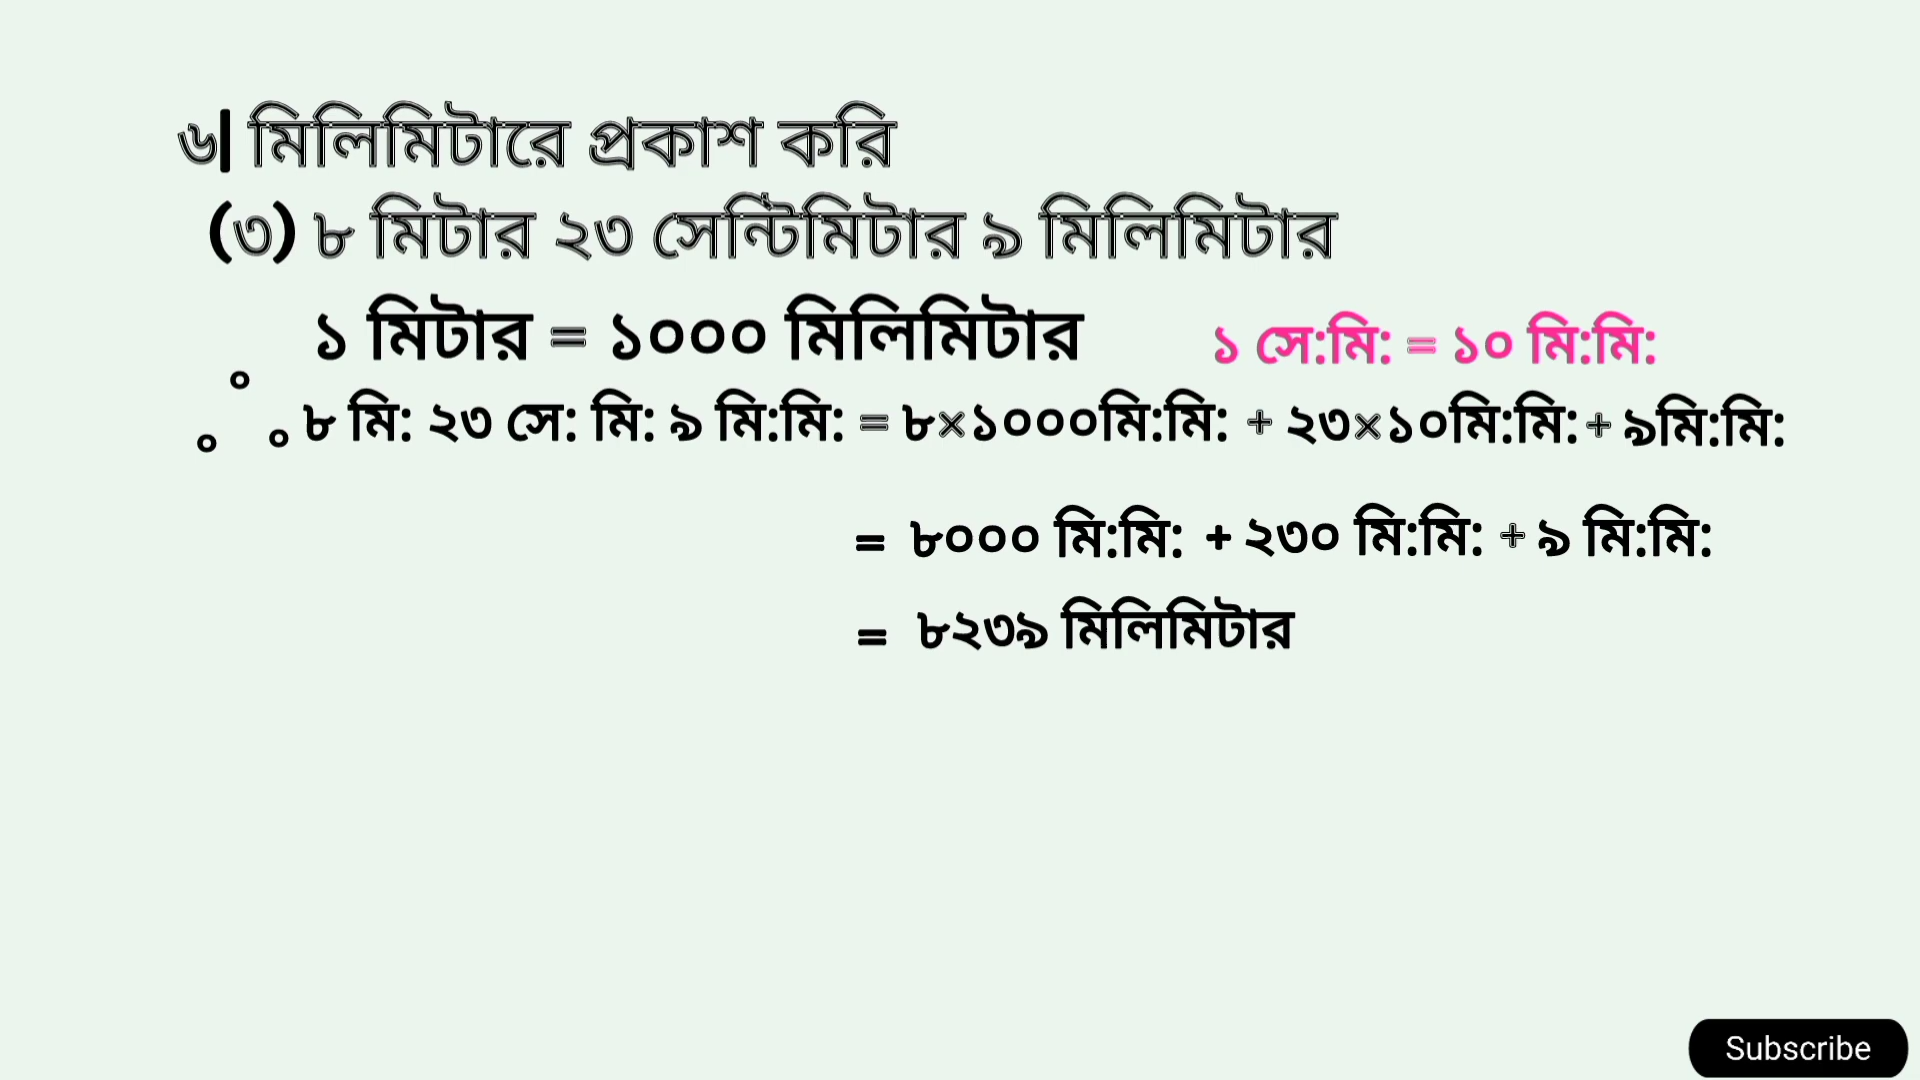 ৬| মিলিমিটারে প্রকাশ করি
(৩) ৮ মিটার ২৩ সেন্টিমিটার ৯ মিলিমিটার
১ মিটার = ১০০০ মিলিমিটার ১ সে:মি: = ১০ মি:মি:
∴ ৮ মি: ২৩ সে: মি: ৯ মি:মি: = ৮×১০০০মি:মি: + ২৩×১০মি:মি: + ৯মি:মি:
= ৮০০০ মি:মি: + ২৩০ মি:মি: + ৯ মি:মি:
= ৮২৩৯ মিলিমিটার
Subscribe